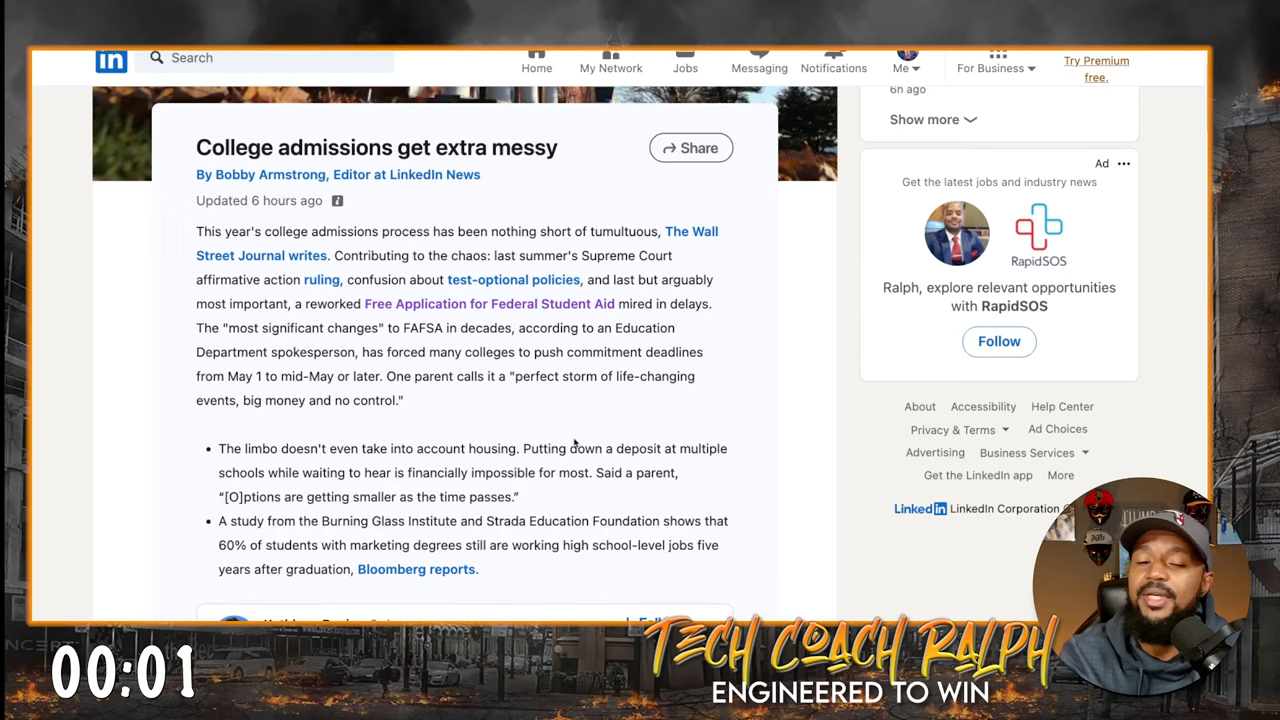 in
Search
Home
My Network
Jobs
Messaging
Notifications
Me
For Business
Try Premium
free.
College admissions get extra messy
Share
By Bobby Armstrong, Editor at LinkedIn News
Updated 6 hours ago
This year's college admissions process has been nothing short of tumultuous, The Wall
Street Journal writes. Contributing to the chaos: last summer's Supreme Court
affirmative action ruling, confusion about test-optional policies, and last but arguably
most important, a reworked Free Application for Federal Student Aid mired in delays.
The "most significant changes" to FAFSA in decades, according to an Education
Department spokesperson, has forced many colleges to push commitment deadlines
from May 1 to mid-May or later. One parent calls it a "perfect storm of life-changing
events, big money and no control."
• The limbo doesn't even take into account housing. Putting down a deposit at multiple
schools while waiting to hear is financially impossible for most. Said a parent,
“[O]ptions are getting smaller as the time passes.”
• A study from the Burning Glass Institute and Strada Education Foundation shows that
60% of students with marketing degrees still are working high school-level jobs five
years after graduation, Bloomberg reports.
6h ago
Show more
Ad
Get the latest jobs and industry news
RapidSOS
Ralph, explore relevant opportunities
with RapidSOS
Follow
About
Accessibility
Help Center
Privacy & Terms
Ad Choices
Advertising
Business Services
Get the LinkedIn app
More
LinkedIn LinkedIn Corporation
00:01
TECH COACH RALPH
ENGINEERED TO WIN